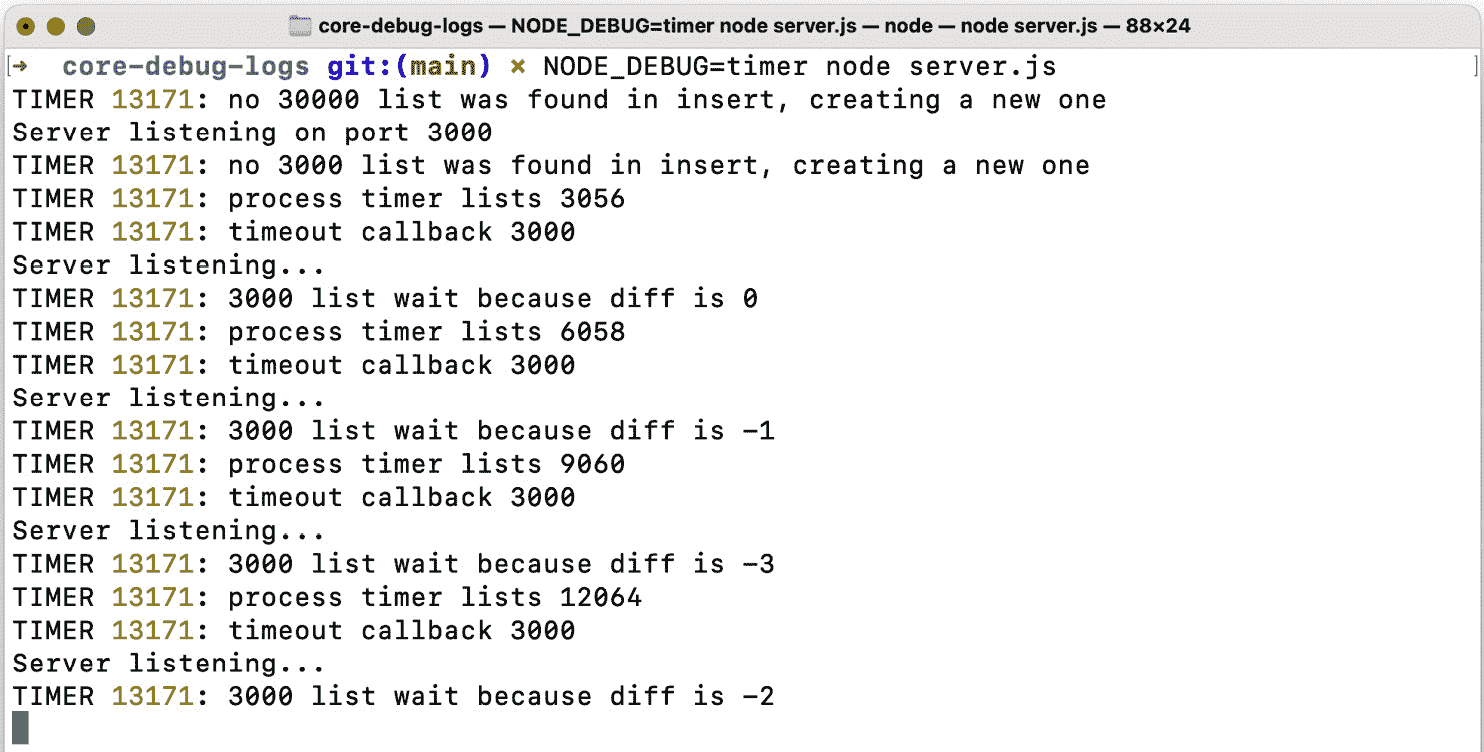 core-debug-logs — NODE_DEBUG=timer node server.js — node — node server.js — 88×24
[→ core-debug-logs git:(main) × NODE_DEBUG=timer node server.js ]
TIMER 13171: no 30000 list was found in insert, creating a new one
Server listening on port 3000
TIMER 13171: no 3000 list was found in insert, creating a new one
TIMER 13171: process timer lists 3056
TIMER 13171: timeout callback 3000
Server listening...
TIMER 13171: 3000 list wait because diff is 0
TIMER 13171: process timer lists 6058
TIMER 13171: timeout callback 3000
Server listening...
TIMER 13171: 3000 list wait because diff is -1
TIMER 13171: process timer lists 9060
TIMER 13171: timeout callback 3000
Server listening...
TIMER 13171: 3000 list wait because diff is -3
TIMER 13171: process timer lists 12064
TIMER 13171: timeout callback 3000
Server listening...
TIMER 13171: 3000 list wait because diff is -2